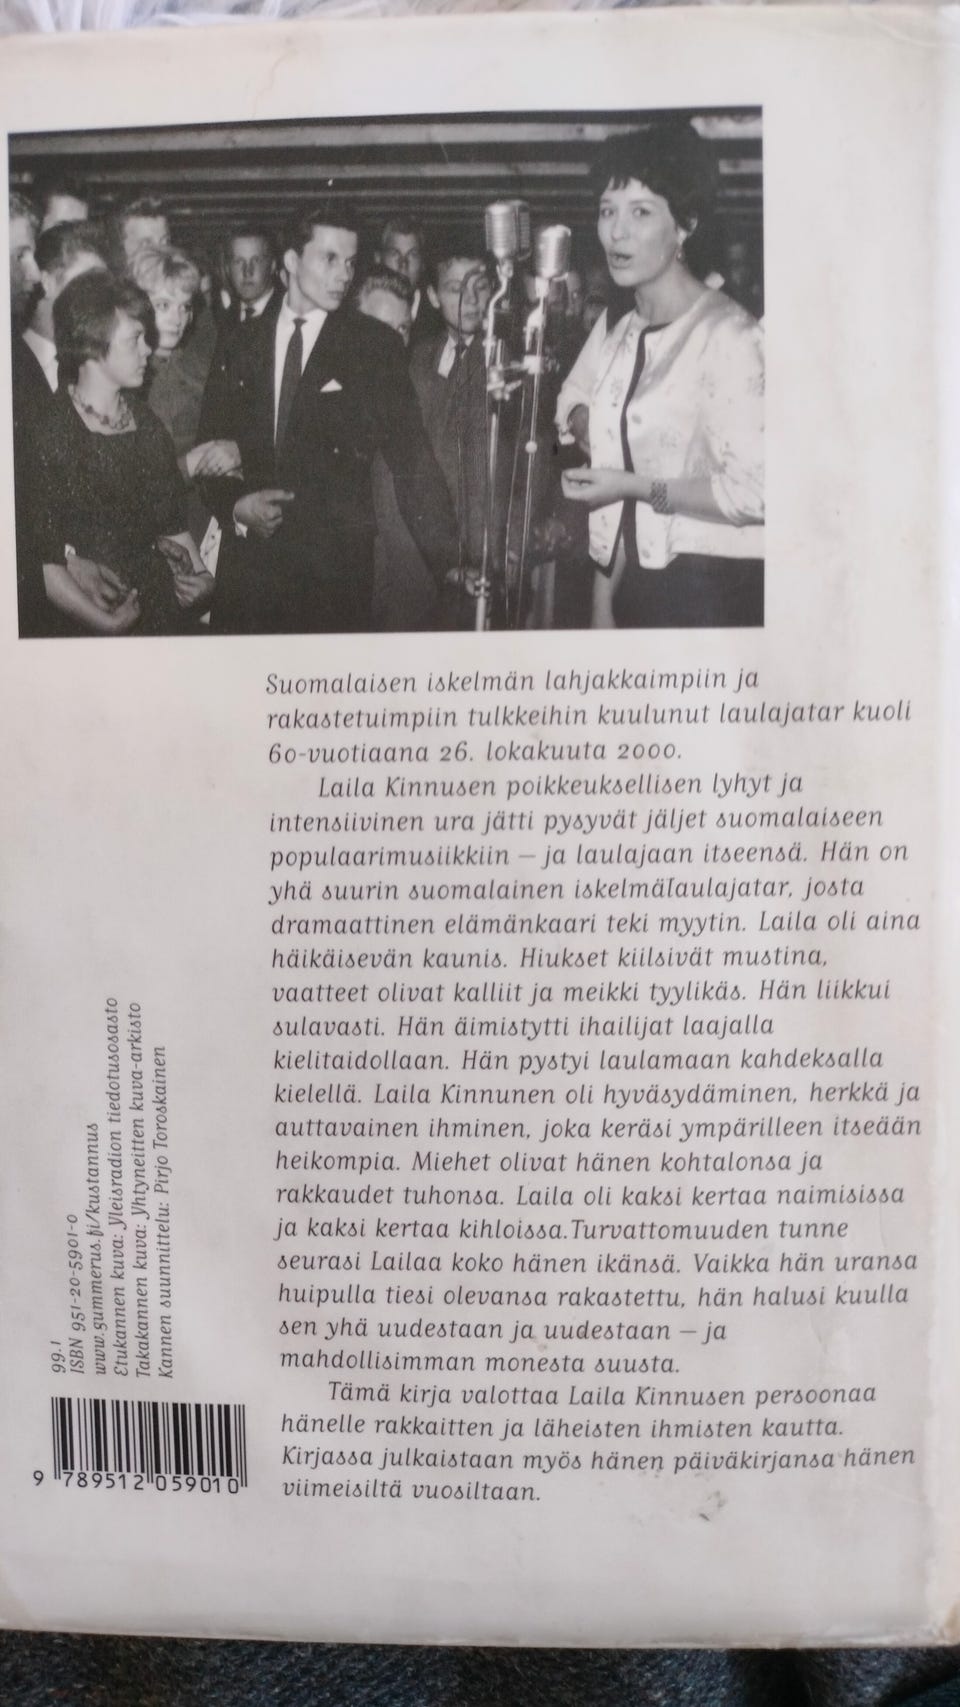 Suomalaisen iskelmän lahjakkaimpiin ja
rakastetuimpiin tulkkeihin kuulunut laulajatar kuoli
60-vuotiaana 26. lokakuuta 2000.
Laila Kinnusen poikkeuksellisen lyhyt ja
intensiivinen ura jätti pysyvät jäljet suomalaiseen
populaarimusiikkiin – ja laulajaan itseensä. Hän on
yhä suurin suomalainen iskelmälaulajatar, josta
dramaattinen elämänkaari teki myytin. Laila oli aina
häikäisevän kaunis. Hiukset kiilsivät mustina,
vaatteet olivat kalliit ja meikki tyylikäs. Hän liikkui
sulavasti. Hän äimistytti ihailijat laajalla
kielitaidollaan. Hän pystyi laulamaan kahdeksalla
kielellä. Laila Kinnunen oli hyväsydäminen, herkkä ja
auttavainen ihminen, joka keräsi ympärilleen itseään
heikompia. Miehet olivat hänen kohtalonsa ja
rakkaudet tuhonsa. Laila oli kaksi kertaa naimisissa
ja kaksi kertaa kihloissa.Turvattomuuden tunne
seurasi Lailaa koko hänen ikänsä. Vaikka hän uransa
huipulla tiesi olevansa rakastettu, hän halusi kuulla
sen yhä uudestaan ja uudestaan – ja
mahdollisimman monesta suusta.
Tämä kirja valottaa Laila Kinnusen persoonaa
hänelle rakkaitten ja läheisten ihmisten kautta.
Kirjassa julkaistaan myös hänen päiväkirjansa hänen
viimeisiltä vuosiltaan.
99.1
ISBN 951-20-5901-0
www.gummerus.fi/kustannus
Etukannen kuva: Yleisradion tiedotusosasto
Takakannen kuva: Yhtyneitten kuva-arkisto
Kannen suunnittelu: Pirjo Toroskainen
9 789512 059010